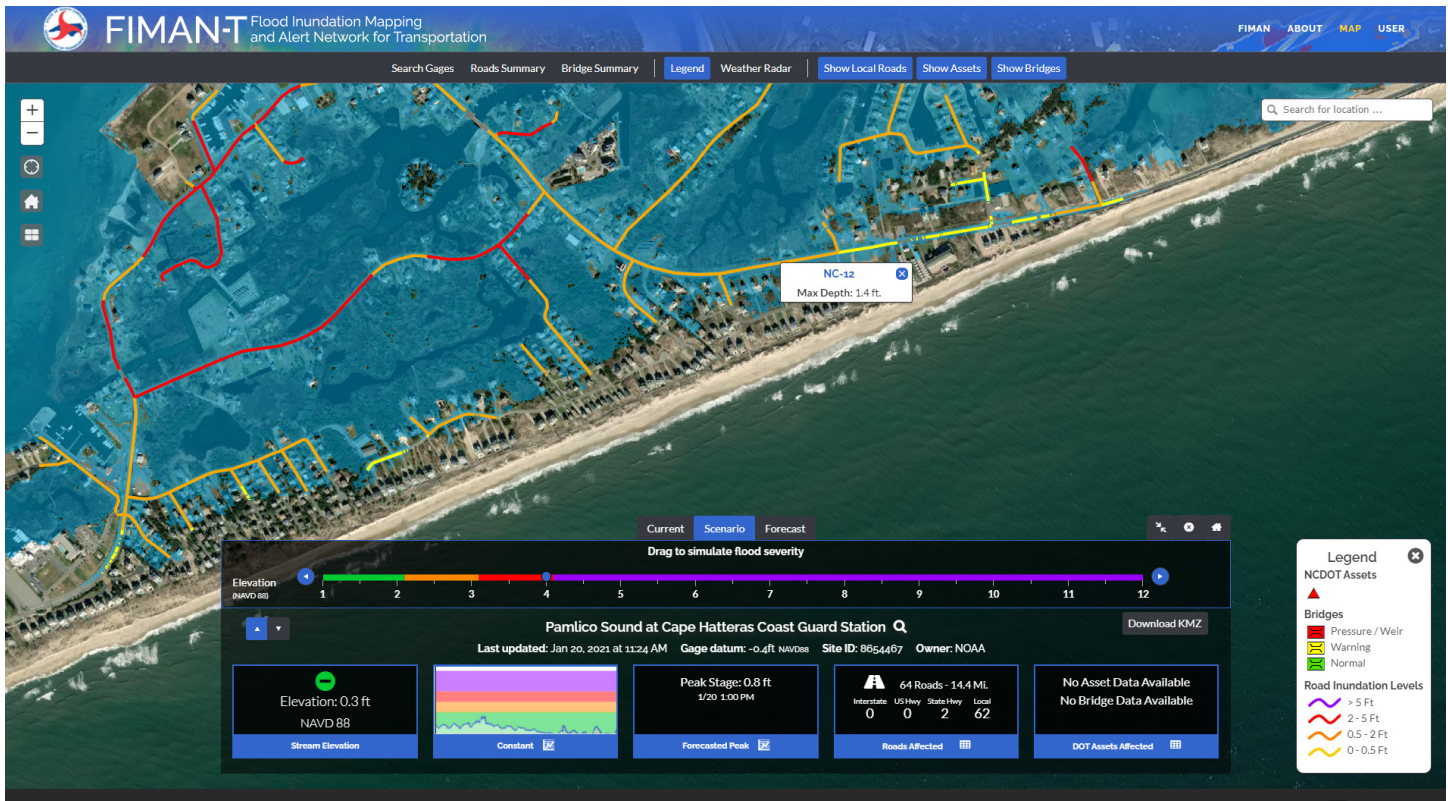 FIMAN-T Flood Inundation Mapping
and Alert Network for Transportation
FIMAN ABOUT MAP USER
Search Gages Roads Summary Bridge Summary Legend Weather Radar Show Local Roads Show Assets Show Bridges
+
−
Search for location ...
NC-12
Max Depth: 1.4 ft.
Current Scenario Forecast
Drag to simulate flood severity
Elevation
(NAVD 88)
1 2 3 4 5 6 7 8 9 10 11 12
Pamlico Sound at Cape Hatteras Coast Guard Station
Download KMZ
Last updated: Jan 20, 2021 at 11:24 AM Gage datum: -0.4ft NAVD88 Site ID: 8654467 Owner: NOAA
Elevation: 0.3 ft
NAVD 88
Stream Elevation
Constant
Peak Stage: 0.8 ft
1/20 1:00 PM
Forecasted Peak
64 Roads - 14.4 Mi.
Interstate US Hwy State Hwy Local
0 0 2 62
Roads Affected
No Asset Data Available
No Bridge Data Available
DOT Assets Affected
Legend
NCDOT Assets
Bridges
Pressure / Weir
Warning
Normal
Road Inundation Levels
> 5 Ft
2 - 5 Ft
0.5 - 2 Ft
0 - 0.5 Ft